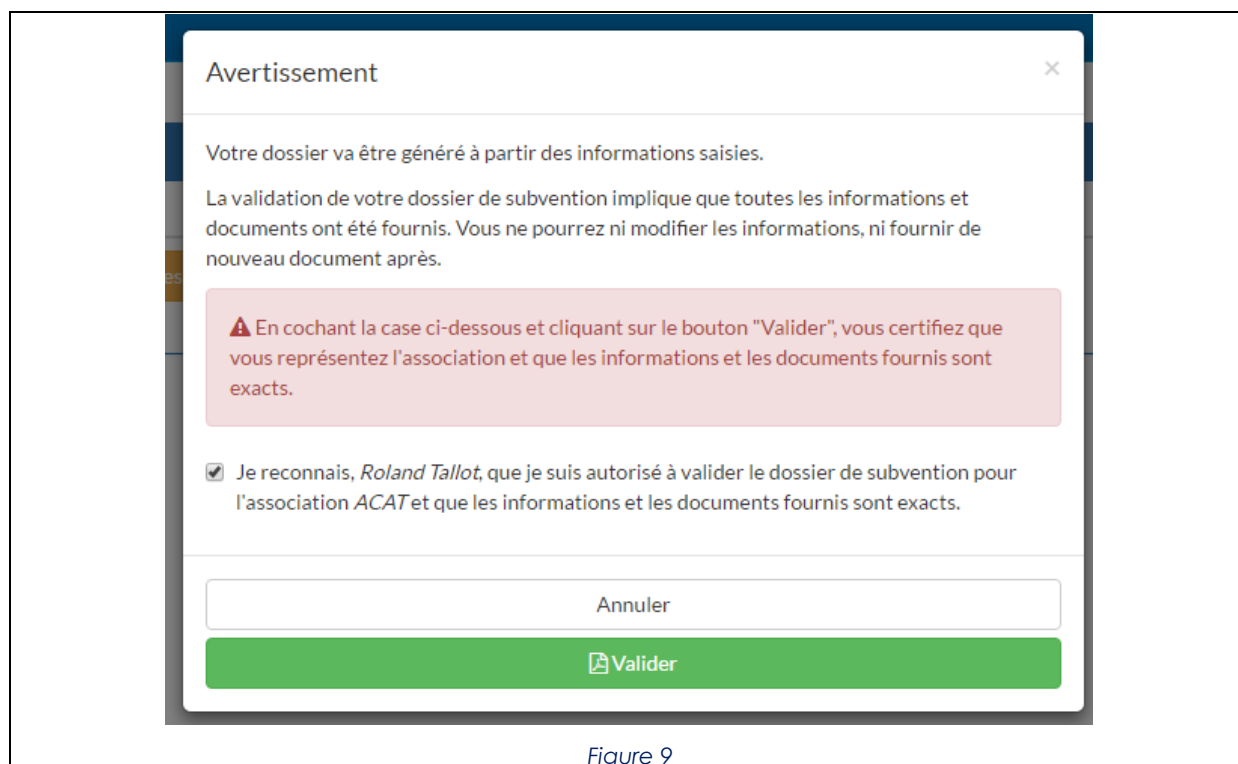 Avertissement ×
Votre dossier va être généré à partir des informations saisies.
La validation de votre dossier de subvention implique que toutes les informations et
documents ont été fournis. Vous ne pourrez ni modifier les informations, ni fournir de
nouveau document après.
es
En cochant la case ci-dessous et cliquant sur le bouton "Valider", vous certifiez que
vous représentez l'association et que les informations et les documents fournis sont
exacts.
Je reconnais, Roland Tallot, que je suis autorisé à valider le dossier de subvention pour
l'association ACAT et que les informations et les documents fournis sont exacts.
Annuler
Valider
Figure 9